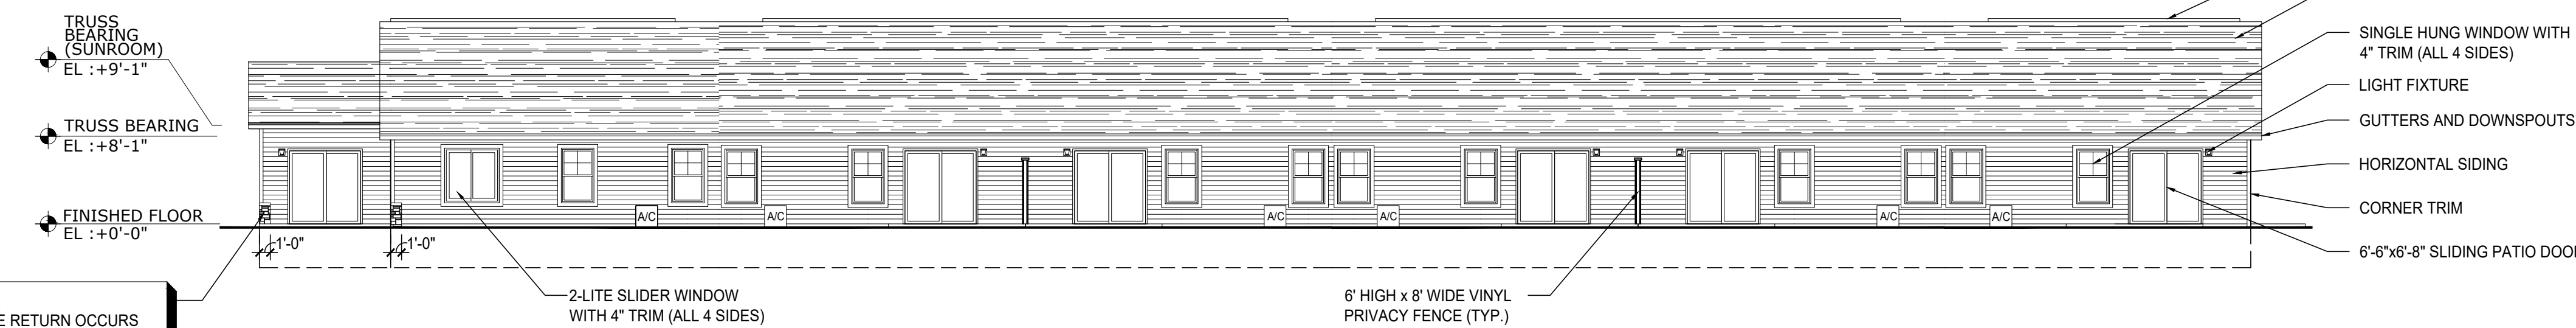 TRUSS
BEARING
(SUNROOM)
EL :+9'-1"
TRUSS BEARING
EL :+8'-1"
FINISHED FLOOR
EL :+0'-0"
SINGLE HUNG WINDOW WITH
4" TRIM (ALL 4 SIDES)
LIGHT FIXTURE
GUTTERS AND DOWNSPOUTS
HORIZONTAL SIDING
CORNER TRIM
6'-6"x6'-8" SLIDING PATIO DOO
A/C
A/C
A/C
A/C
A/C
A/C
1'-0"
1'-0"
2-LITE SLIDER WINDOW
WITH 4" TRIM (ALL 4 SIDES)
6' HIGH x 8' WIDE VINYL
PRIVACY FENCE (TYP.)
E RETURN OCCURS